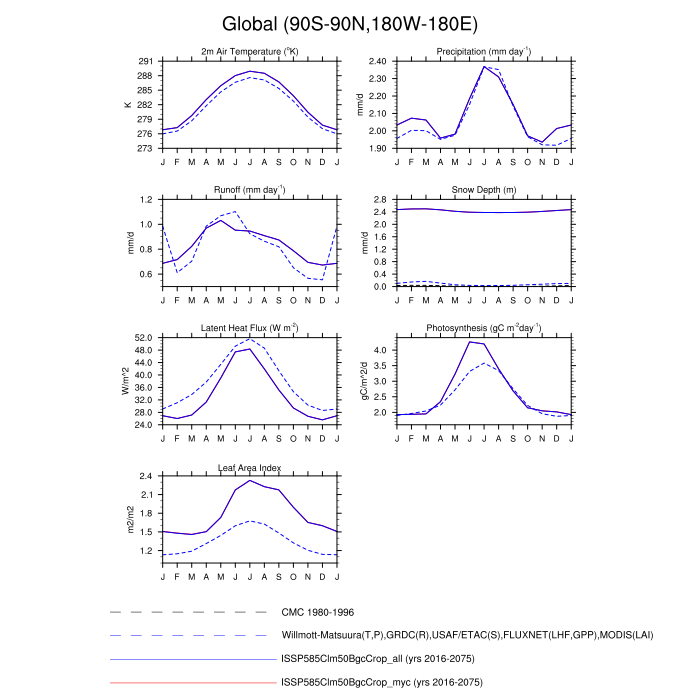 Global (90S-90N,180W-180E)
2m Air Temperature (°K)
K
291
288
285
282
279
276
273
J F M A M J J A S O N D J
Precipitation (mm day-1)
mm/d
2.40
2.30
2.20
2.10
2.00
1.90
J F M A M J J A S O N D J
Runoff (mm day-1)
mm/d
1.2
1.0
0.8
0.6
J F M A M J J A S O N D J
Snow Depth (m)
mm/d
2.8
2.4
2.0
1.6
1.2
0.8
0.4
0.0
J F M A M J J A S O N D J
Latent Heat Flux (W m-2)
W/m^2
52.0
48.0
44.0
40.0
36.0
32.0
28.0
24.0
J F M A M J J A S O N D J
Photosynthesis (gC m-2day-1)
gC/m^2/d
4.0
3.5
3.0
2.5
2.0
J F M A M J J A S O N D J
Leaf Area Index
m2/m2
2.4
2.1
1.8
1.5
1.2
J F M A M J J A S O N D J
CMC 1980-1996
Willmott-Matsuura(T,P),GRDC(R),USAF/ETAC(S),FLUXNET(LHF,GPP),MODIS(LAI)
ISSP585Clm50BgcCrop_all (yrs 2016-2075)
ISSP585Clm50BgcCrop_myc (yrs 2016-2075)